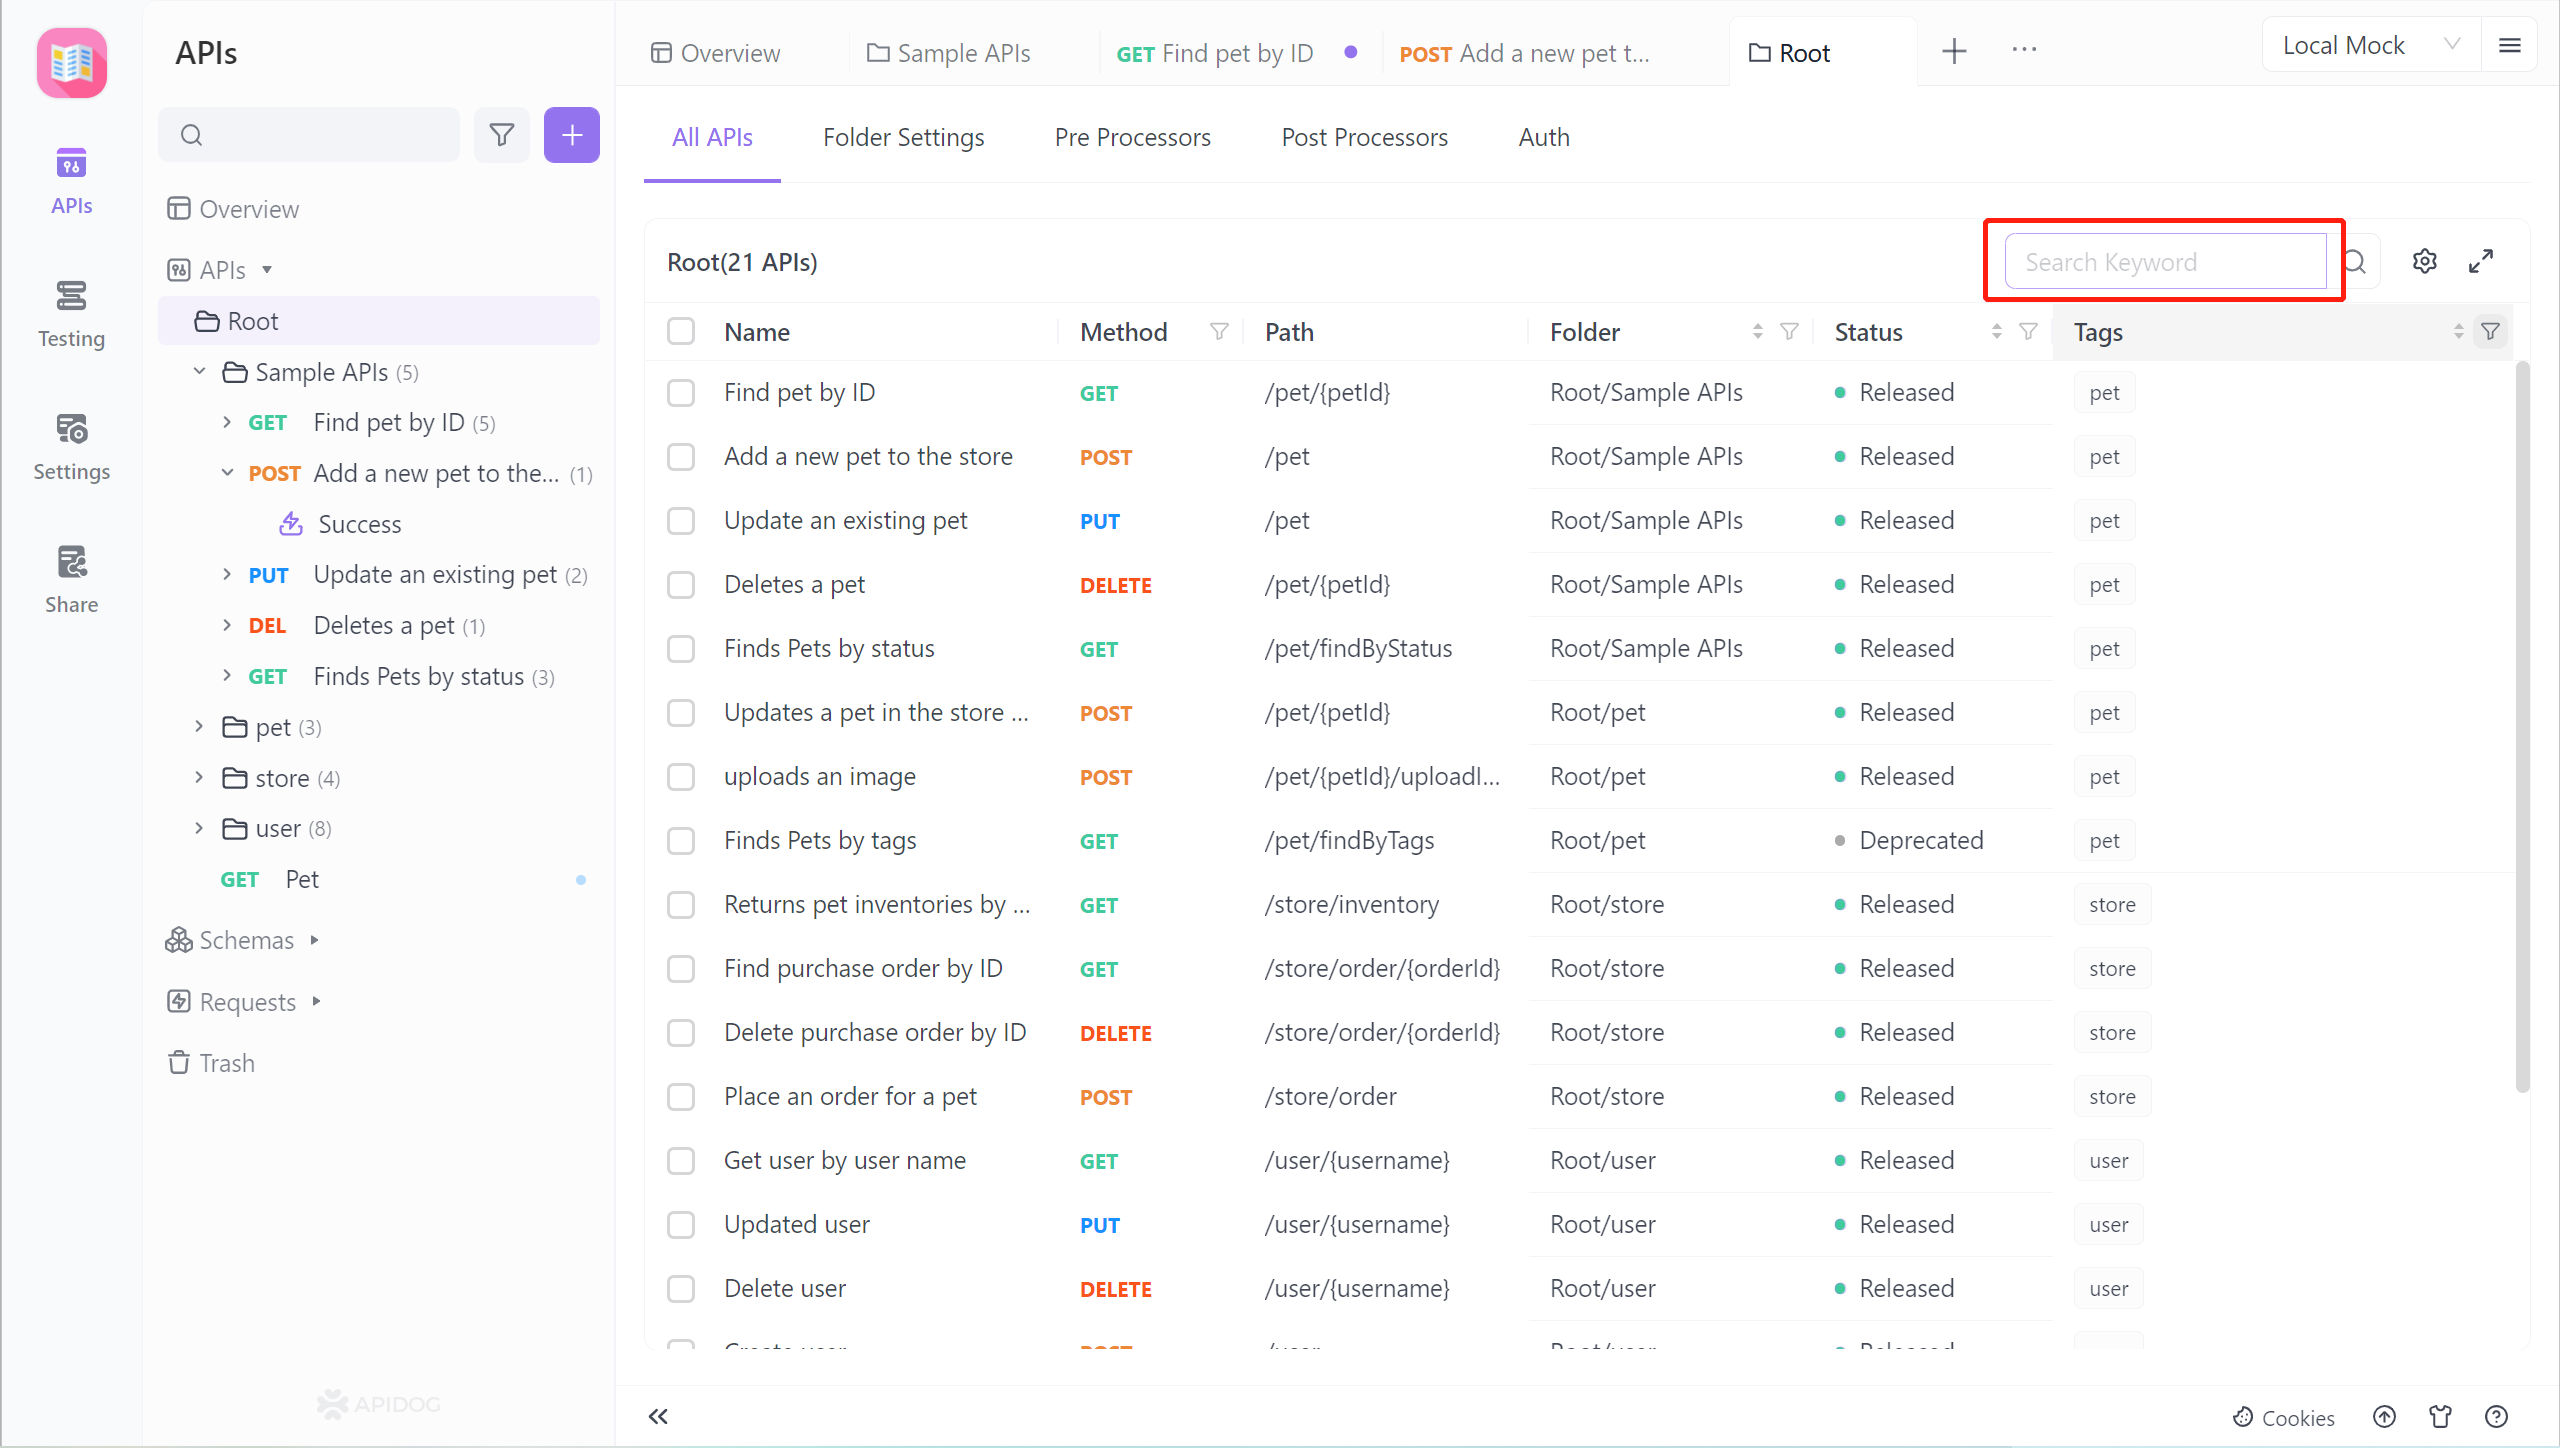 APIs
Testing
Settings
Share
APIs
Overview
APIs
Root
Sample APIs (5)
GET Find pet by ID (5)
POST Add a new pet to the... (1)
Success
PUT Update an existing pet (2)
DEL Deletes a pet (1)
GET Finds Pets by status (3)
pet (3)
store (4)
user (8)
GET Pet
Schemas
Requests
Trash
APIDOG
Overview Sample APIs GET Find pet by ID POST Add a new pet t... Root ··· Local Mock
All APIs Folder Settings Pre Processors Post Processors Auth
Root(21 APIs) Search Keyword
Name Method Path Folder Status Tags
Find pet by ID GET /pet/{petId} Root/Sample APIs Released pet
Add a new pet to the store POST /pet Root/Sample APIs Released pet
Update an existing pet PUT /pet Root/Sample APIs Released pet
Deletes a pet DELETE /pet/{petId} Root/Sample APIs Released pet
Finds Pets by status GET /pet/findByStatus Root/Sample APIs Released pet
Updates a pet in the store ... POST /pet/{petId} Root/pet Released pet
uploads an image POST /pet/{petId}/uploadI... Root/pet Released pet
Finds Pets by tags GET /pet/findByTags Root/pet Deprecated pet
Returns pet inventories by ... GET /store/inventory Root/store Released store
Find purchase order by ID GET /store/order/{orderId} Root/store Released store
Delete purchase order by ID DELETE /store/order/{orderId} Root/store Released store
Place an order for a pet POST /store/order Root/store Released store
Get user by user name GET /user/{username} Root/user Released user
Updated user PUT /user/{username} Root/user Released user
Delete user DELETE /user/{username} Root/user Released user
Create user POST /user Root/user Released
Cookies